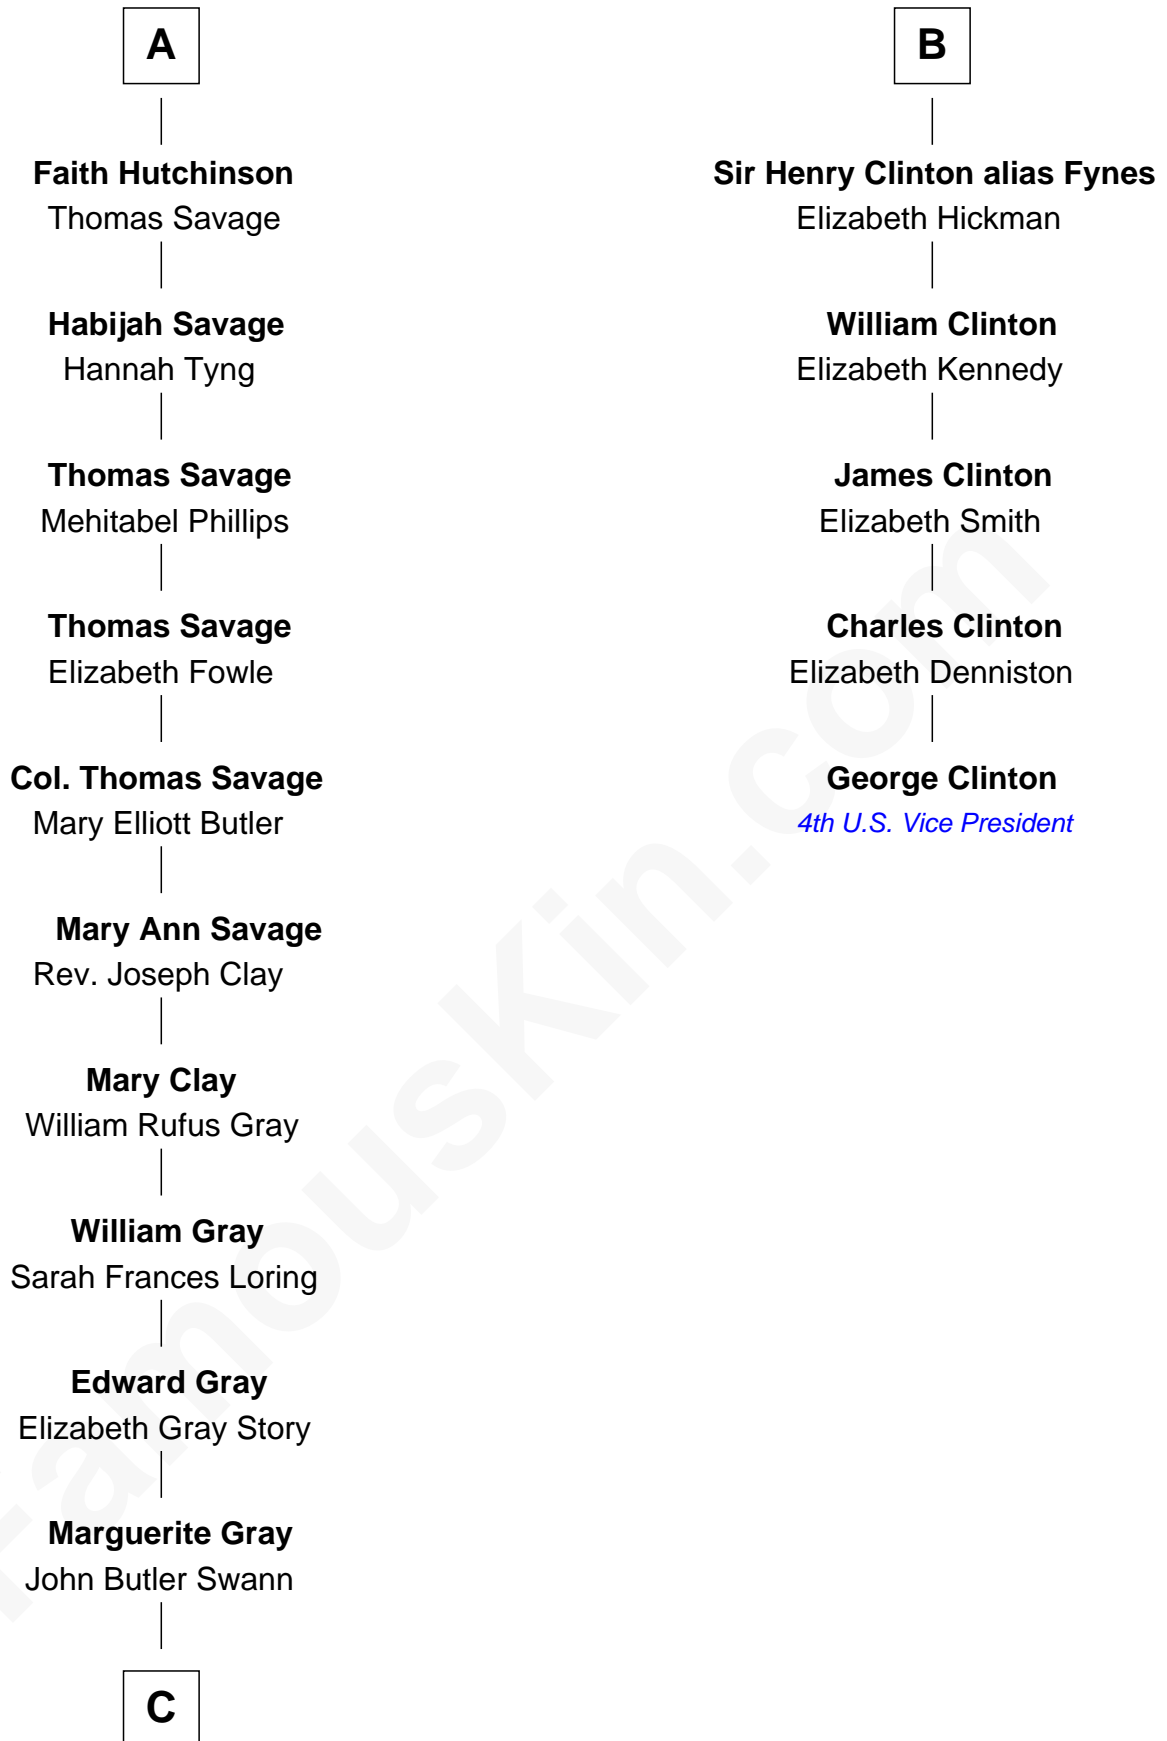 A
Faith Hutchinson
Thomas Savage
Habijah Savage
Hannah Tyng
Thomas Savage
Mehitabel Phillips
Thomas Savage
Elizabeth Fowle
Col. Thomas Savage
Mary Elliott Butler
Mary Ann Savage
Rev. Joseph Clay
Mary Clay
William Rufus Gray
William Gray
Sarah Frances Loring
Edward Gray
Elizabeth Gray Story
Marguerite Gray
John Butler Swann
C
B
Sir Henry Clinton alias Fynes
Elizabeth Hickman
William Clinton
Elizabeth Kennedy
James Clinton
Elizabeth Smith
Charles Clinton
Elizabeth Denniston
George Clinton
4th U.S. Vice President
FamousKin.com